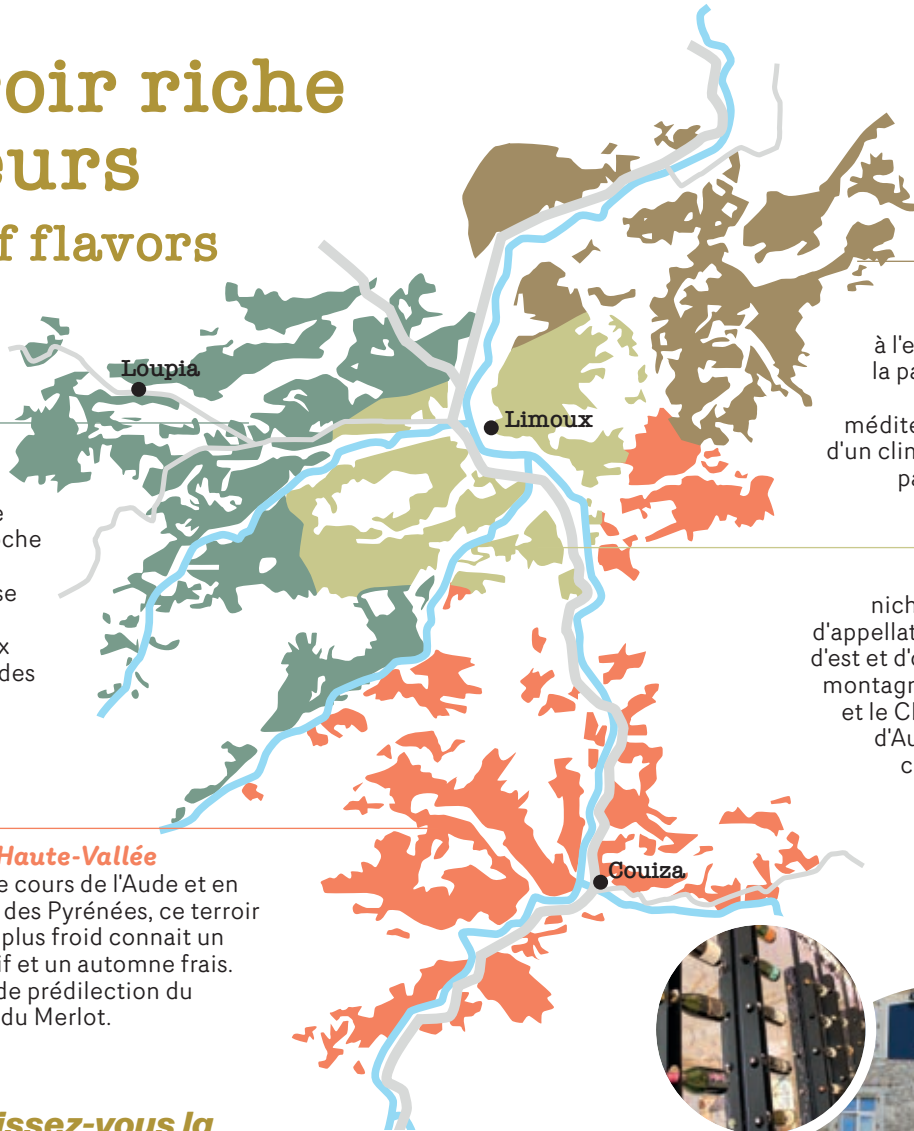 oir riche
eurs
f flavors
Loupia
Limoux
à l'e
la pa
médite
d'un clim
pa
e
oche
se
x
des
nich
d'appellat
d'est et d'o
montagn
et le Cl
d'Au
c
Haute-Vallée
e cours de l'Aude et en
des Pyrénées, ce terroir
plus froid connait un
if et un automne frais.
de prédilection du
du Merlot.
Couiza
issez-vous la